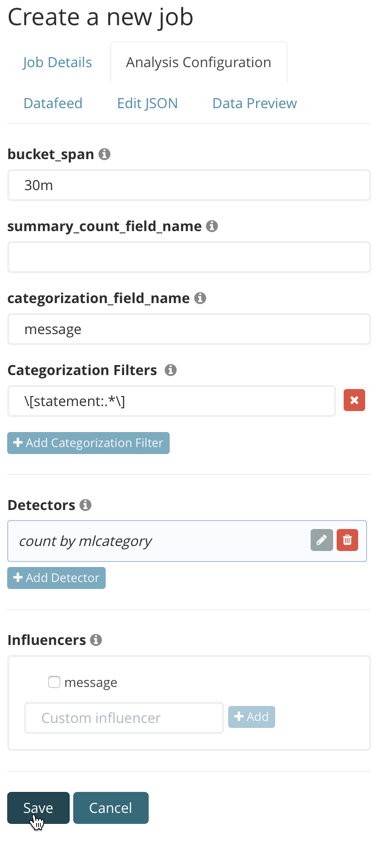 Create a new job
Job Details Analysis Configuration
Datafeed Edit JSON Data Preview
bucket_span
30m
summary_count_field_name
categorization_field_name
message
Categorization Filters
\[statement:.*\]
+ Add Categorization Filter
Detectors
count by mlcategory
+ Add Detector
Influencers
message
Custom influencer + Add
Save Cancel